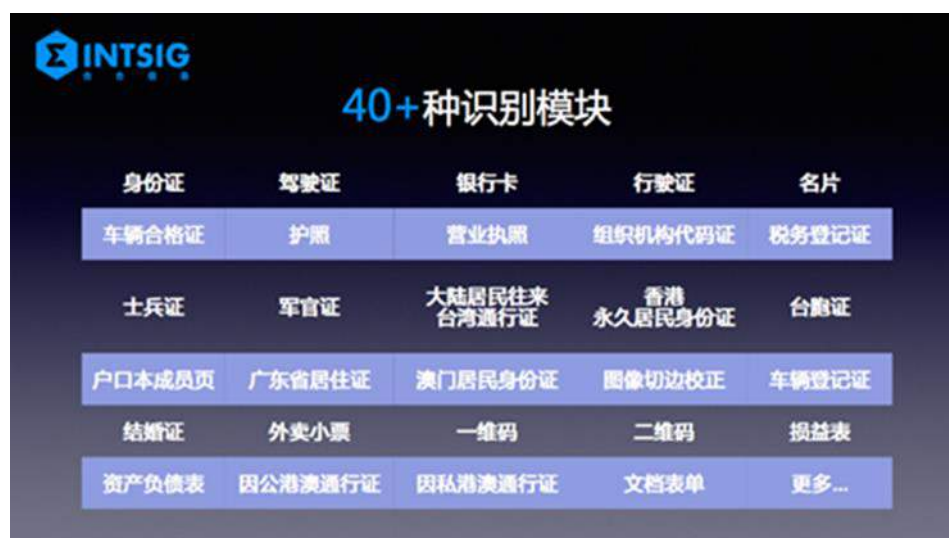 INTSIG
40+种识别模块
身份证 驾驶证 银行卡 行驶证 名片
车辆合格证 护照 营业执照 组织机构代码证 税务登记证
士兵证 军官证 大陆居民往来台湾通行证 香港永久居民身份证 台胞证
户口本成员页 广东省居住证 澳门居民身份证 图像切边校正 车辆登记证
结婚证 外卖小票 一维码 二维码 损益表
资产负债表 因公港澳通行证 因私港澳通行证 文档表单 更多...